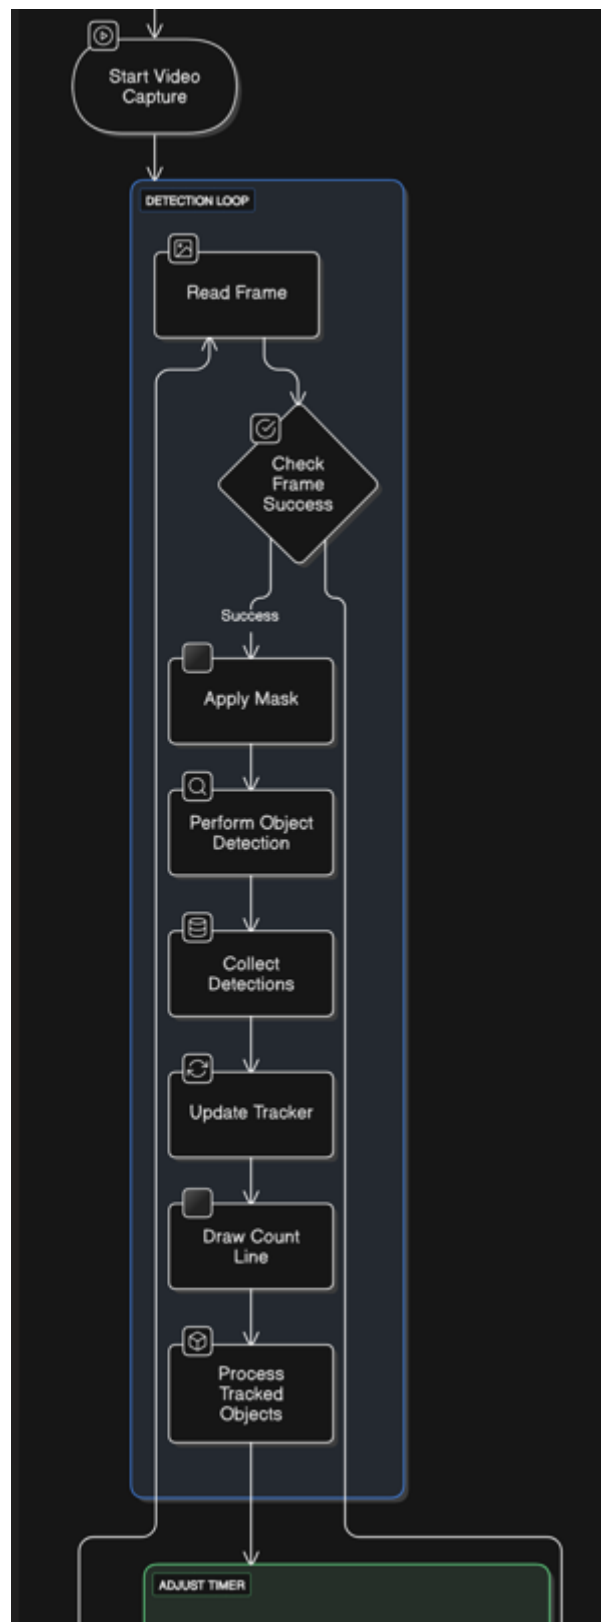 Start Video
Capture
DETECTION LOOP
Read Frame
Check
Frame
Success
Success
Apply Mask
Perform Object
Detection
Collect
Detections
Update Tracker
Draw Count
Line
Process
Tracked
Objects
ADJUST TIMER